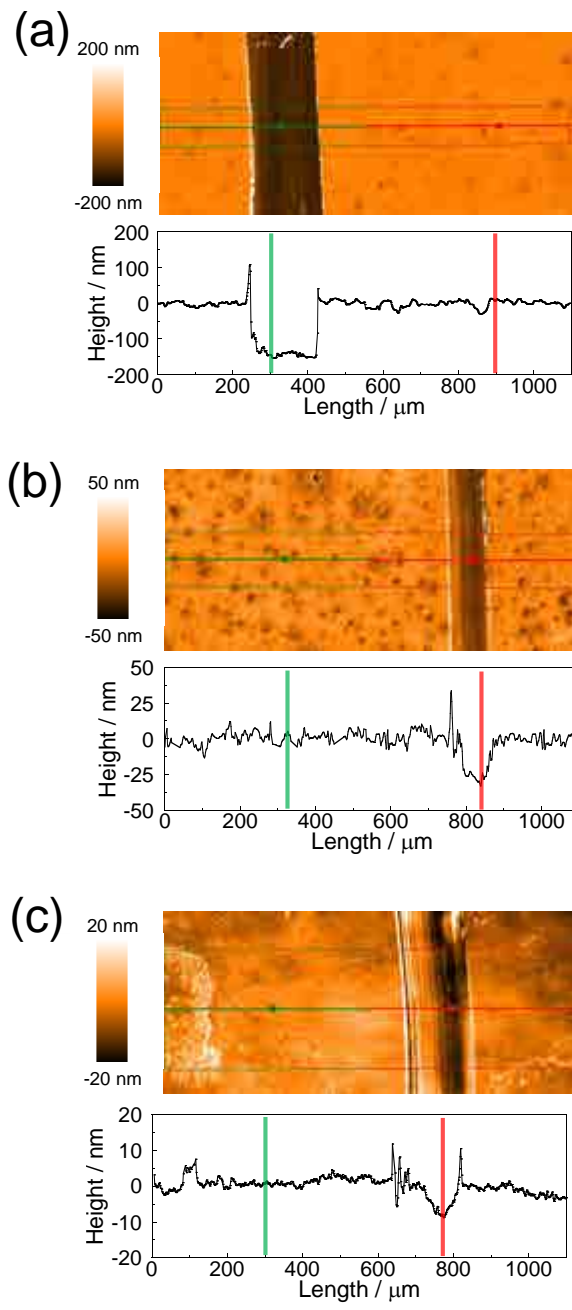 (a)
200 nm
-200 nm
200
100
0
-100
-200
Height / nm
0 200 400 600 800 1000
Length / μm
(b)
50 nm
-50 nm
50
25
0
-25
-50
Height / nm
0 200 400 600 800 1000
Length / μm
(c)
20 nm
-20 nm
20
10
0
-10
-20
Height / nm
0 200 400 600 800 1000
Length / μm